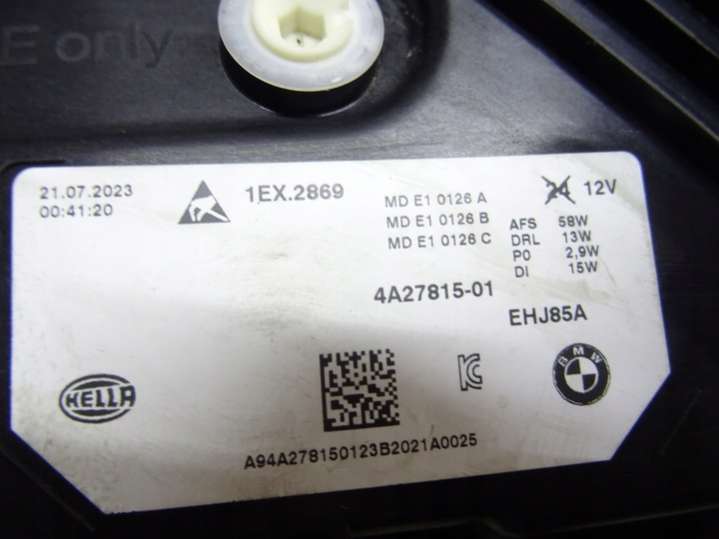 E only
21.07.2023
00:41:20
1EX.2869
MD E1 0126 A
MD E1 0126 B
MD E1 0126 C
24 12V
AFS 58W
DRL 13W
P0 2,9W
DI 15W
4A27815-01
EHJ85A
HELLA
BMW
A94A278150123B2021A0025